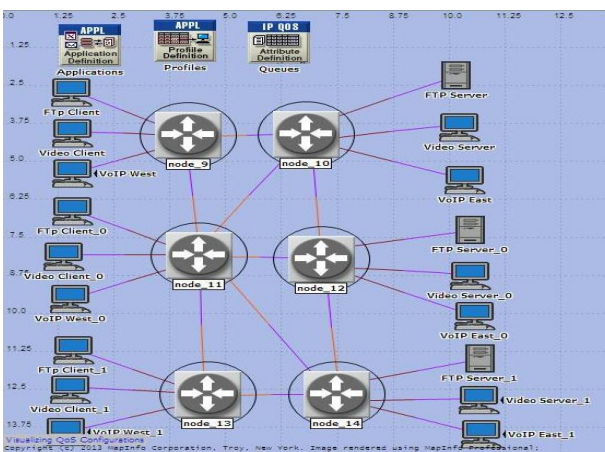 .0 1.25 2.5 3.75 5.0 6.25 7.5 8.75 10.0 11.25 12.5
APPL
Application
Definition
Applications
APPL
Profile
Definition
Profiles
IP QOS
Attribute
Definition
Queues
1.25
2.5
3.75
5.0
6.25
7.5
8.75
10.0
11.25
12.5
13.75
FTp Client
Video Client
VoIP West
node_9
node_10
FTP Server
Video Server
VoIP East
FTp Client_0
Video Client_0
VoIP West_0
node_11
node_12
FTP Server_0
Video Server_0
VoIP East_0
FTp Client_1
Video Client_1
VoIP West_1
node_13
node_14
FTP Server_1
Video Server_1
VoIP East_1
Visualizing QoS Configurations
Copyright (C) 2013 MapInfo Corporation, Troy, New York. Image rendered using MapInfo Professional;